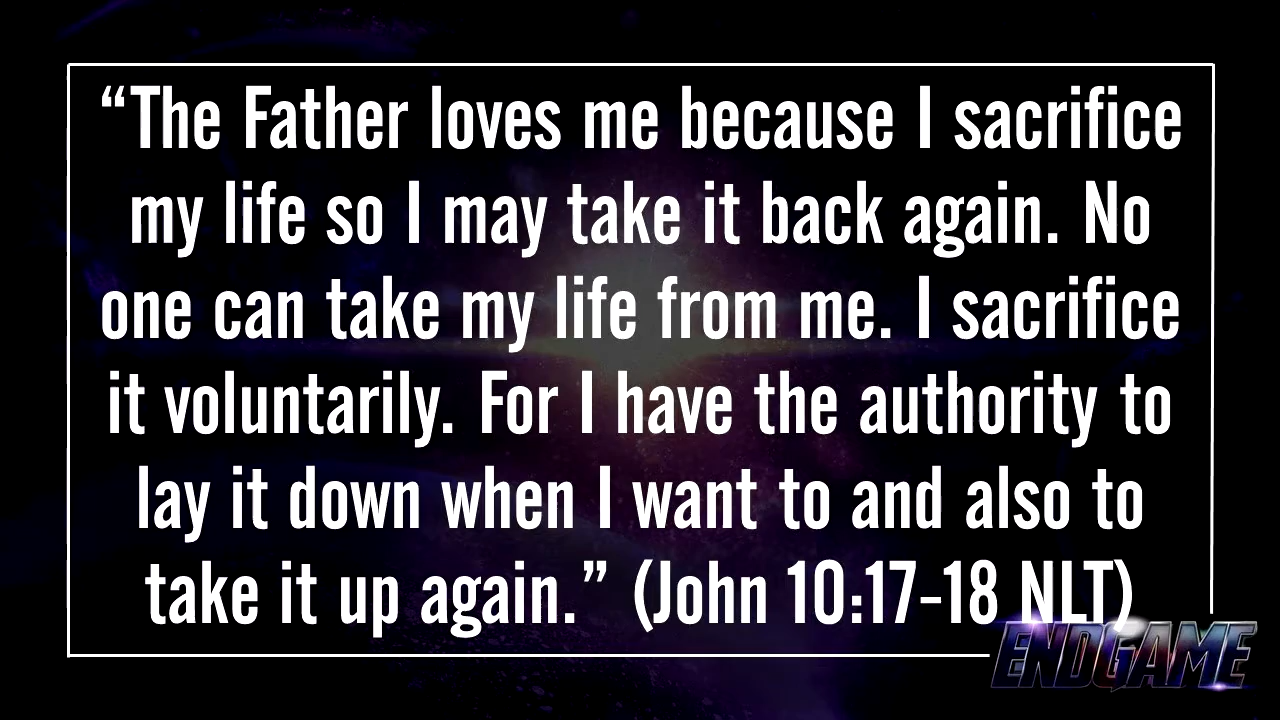 “The Father loves me because I sacrifice
my life so I may take it back again. No
one can take my life from me. I sacrifice
it voluntarily. For I have the authority to
lay it down when I want to and also to
take it up again.” (John 10:17-18 NLT)
ENDGAME